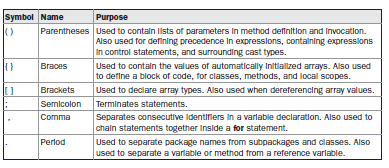 Symbol Name Purpose
( ) Parentheses Used to contain lists of parameters in method definition and invocation.
Also used for defining precedence in expressions, containing expressions
in control statements, and surrounding cast types.
{ } Braces Used to contain the values of automatically initialized arrays. Also used
to define a block of code, for classes, methods, and local scopes.
[ ] Brackets Used to declare array types. Also used when dereferencing array values.
; Semicolon Terminates statements.
, Comma Separates consecutive identifiers in a variable declaration. Also used to
chain statements together inside a for statement.
. Period Used to separate package names from subpackages and classes. Also
used to separate a variable or method from a reference variable.